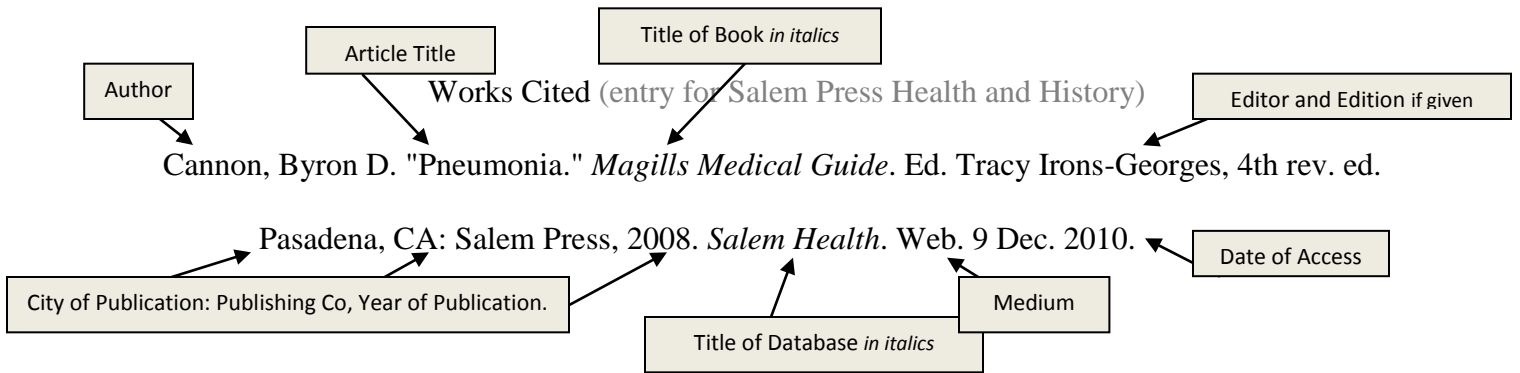 Title of Book in italics
Article Title
Author
Works Cited (entry for Salem Press Health and History)
Editor and Edition if given
Cannon, Byron D. "Pneumonia." Magills Medical Guide. Ed. Tracy Irons-Georges, 4th rev. ed.
Pasadena, CA: Salem Press, 2008. Salem Health. Web. 9 Dec. 2010.
Date of Access
City of Publication: Publishing Co, Year of Publication.
Medium
Title of Database in italics